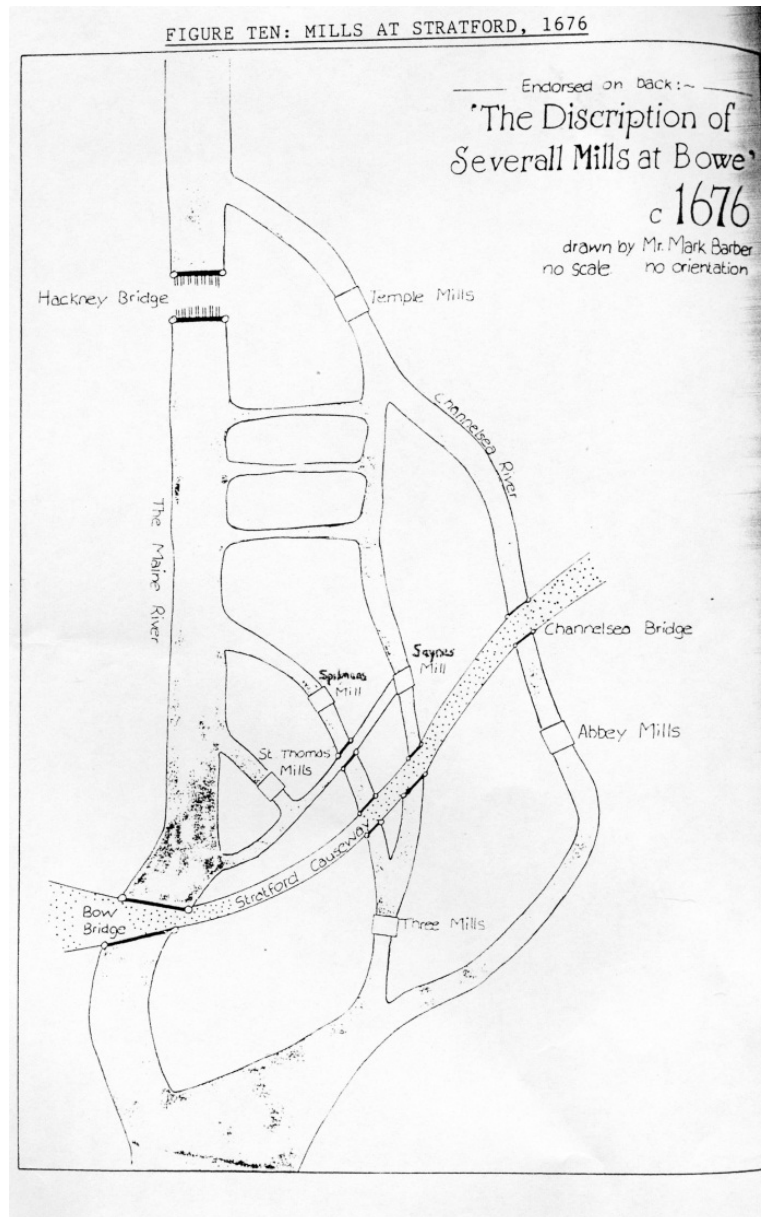 FIGURE TEN: MILLS AT STRATFORD, 1676
Endorsed on back:~
'The Discription of
Severall Mills at Bowe'
c 1676
drawn by Mr. Mark Barber
no scale no orientation
Hackney Bridge
Temple Mills
Channelsea River
The Maine River
Channelsea Bridge
Saynes
Mill
Spilmans
Mill
Abbey Mills
St Thomas
Mills
Stratford Causeway
Bow
Bridge
Three Mills